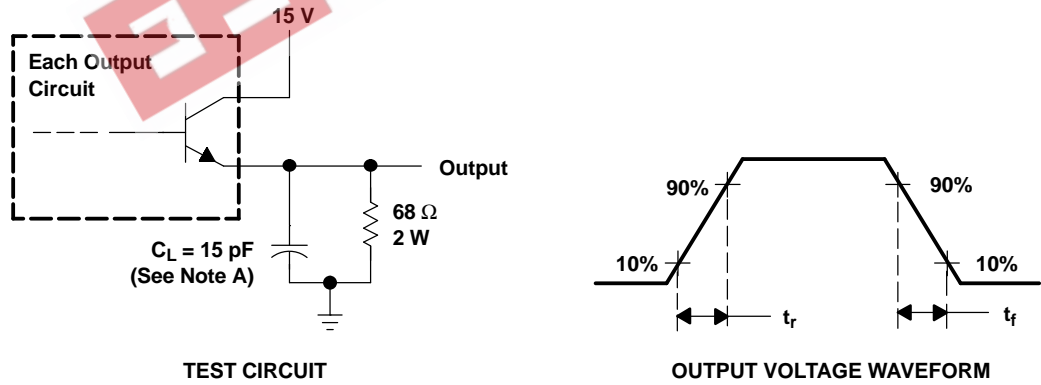 15 V
Each Output
Circuit
Output
68 Ω
2 W
C_L = 15 pF
(See Note A)
TEST CIRCUIT
90%
90%
10%
10%
t_r
t_f
OUTPUT VOLTAGE WAVEFORM